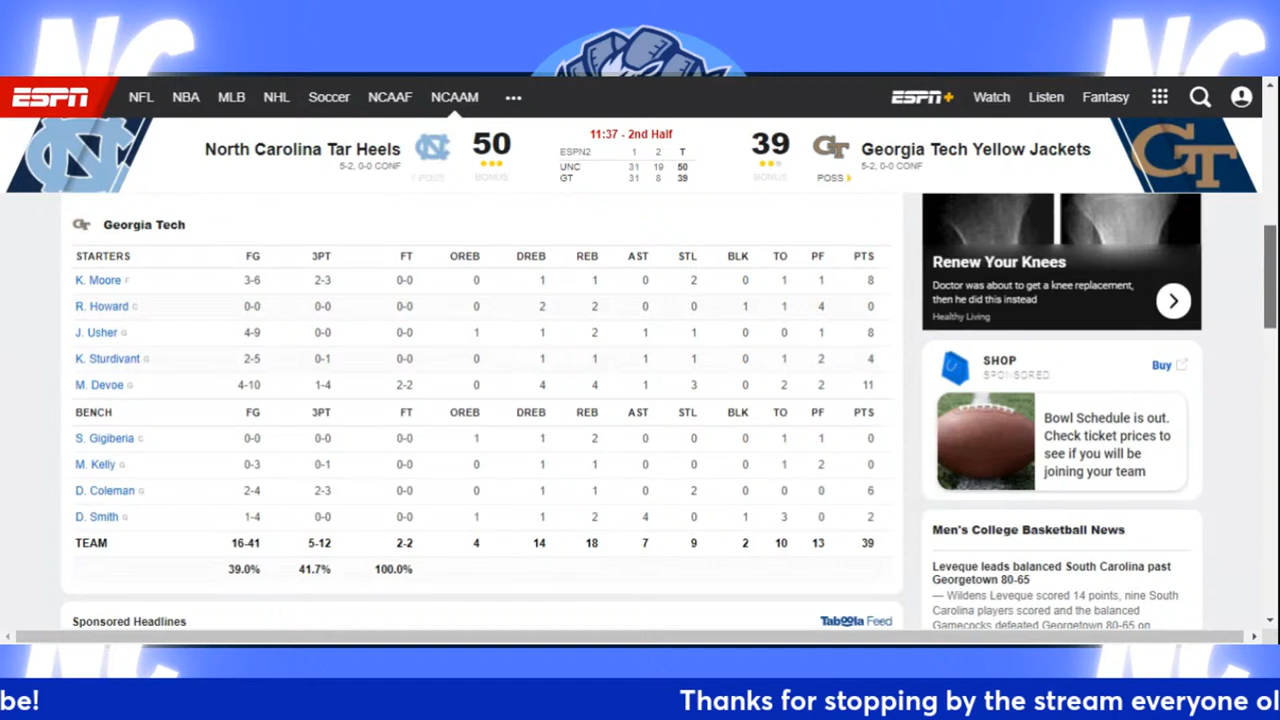 NC
NC
ESPN NFL NBA MLB NHL Soccer NCAAF NCAAM ••• ESPN+ Watch Listen Fantasy
NC North Carolina Tar Heels 50 11:37 - 2nd Half 39 GT Georgia Tech Yellow Jackets GT
5-2, 0-0 CONF ESPN2 1 2 T 5-2, 0-0 CONF
POSS BONUS UNC 31 19 50 BONUS POSS
GT 31 8 39
GT Georgia Tech
STARTERS FG 3PT FT OREB DREB REB AST STL BLK TO PF PTS
K. Moore F 3-6 2-3 0-0 0 1 1 0 2 0 1 1 8
R. Howard C 0-0 0-0 0-0 0 2 2 0 0 1 1 4 0
J. Usher G 4-9 0-0 0-0 1 1 2 1 1 0 0 1 8
K. Sturdivant G 2-5 0-1 0-0 0 1 1 1 1 0 1 2 4
M. Devoe G 4-10 1-4 2-2 0 4 4 1 3 0 2 2 11
BENCH FG 3PT FT OREB DREB REB AST STL BLK TO PF PTS
S. Gigiberia C 0-0 0-0 0-0 1 1 2 0 0 0 1 1 0
M. Kelly G 0-3 0-1 0-0 0 1 1 0 0 0 1 2 0
D. Coleman G 2-4 2-3 0-0 0 1 1 0 2 0 0 0 6
D. Smith G 1-4 0-0 0-0 1 1 2 4 0 1 3 0 2
TEAM 16-41 5-12 2-2 4 14 18 7 9 2 10 13 39
39.0% 41.7% 100.0%
Sponsored Headlines Taboola Feed
Renew Your Knees
Doctor was about to get a knee replacement,
then he did this instead
Healthy Living
SHOP
SPONSORED
Buy
Bowl Schedule is out.
Check ticket prices to
see if you will be
joining your team
Men's College Basketball News
Leveque leads balanced South Carolina past
Georgetown 80-65
— Wildens Leveque scored 14 points, nine South
Carolina players scored and the balanced
Gamecocks defeated Georgetown 80-65 on
NC
NC
be! Thanks for stopping by the stream everyone ol